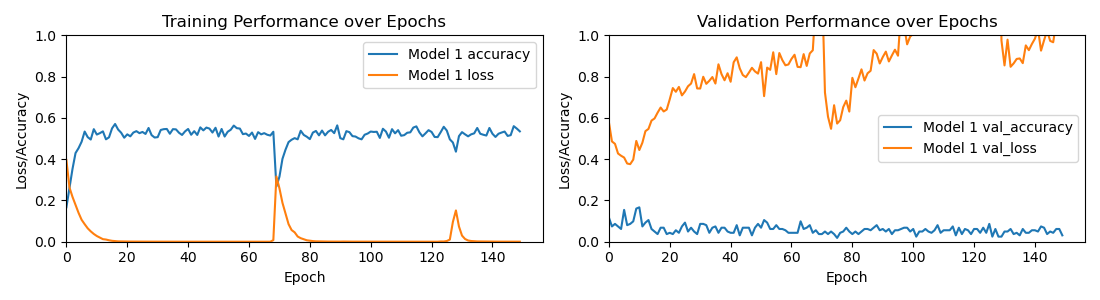 Training Performance over Epochs
1.0
0.8
0.6
0.4
0.2
0.0
Loss/Accuracy
Model 1 accuracy
Model 1 loss
0 20 40 60 80 100 120 140
Epoch
Validation Performance over Epochs
1.0
0.8
0.6
0.4
0.2
0.0
Loss/Accuracy
Model 1 val_accuracy
Model 1 val_loss
0 20 40 60 80 100 120 140
Epoch